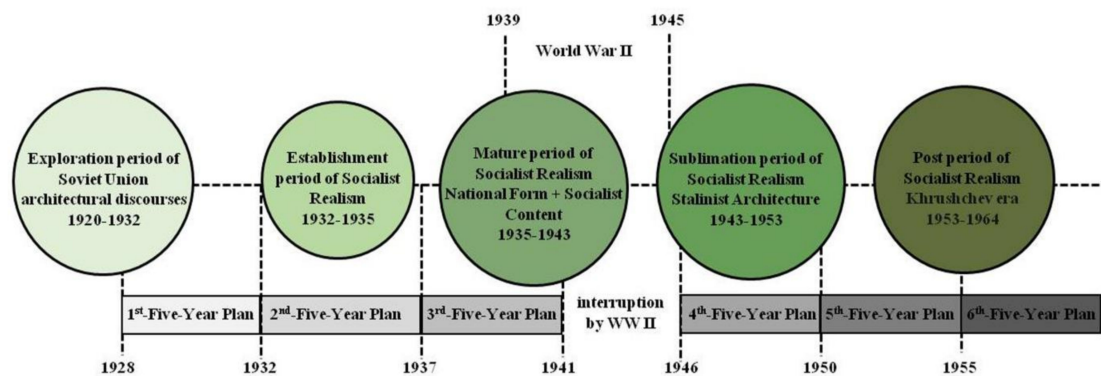 1939
1945
World War II
Exploration period of
Soviet Union
architectural discourses
1920-1932
Establishment
period of Socialist
Realism
1932-1935
Mature period of
Socialist Realism
National Form + Socialist
Content
1935-1943
Sublimation period of
Socialist Realism
Stalinist Architecture
1943-1953
Post period of
Socialist Realism
Khrushchev era
1953-1964
1st-Five-Year Plan
2nd-Five-Year Plan
3rd-Five-Year Plan
interruption
by WW II
4th-Five-Year Plan
5th-Five-Year Plan
6th-Five-Year Plan
1928
1932
1937
1941
1946
1950
1955